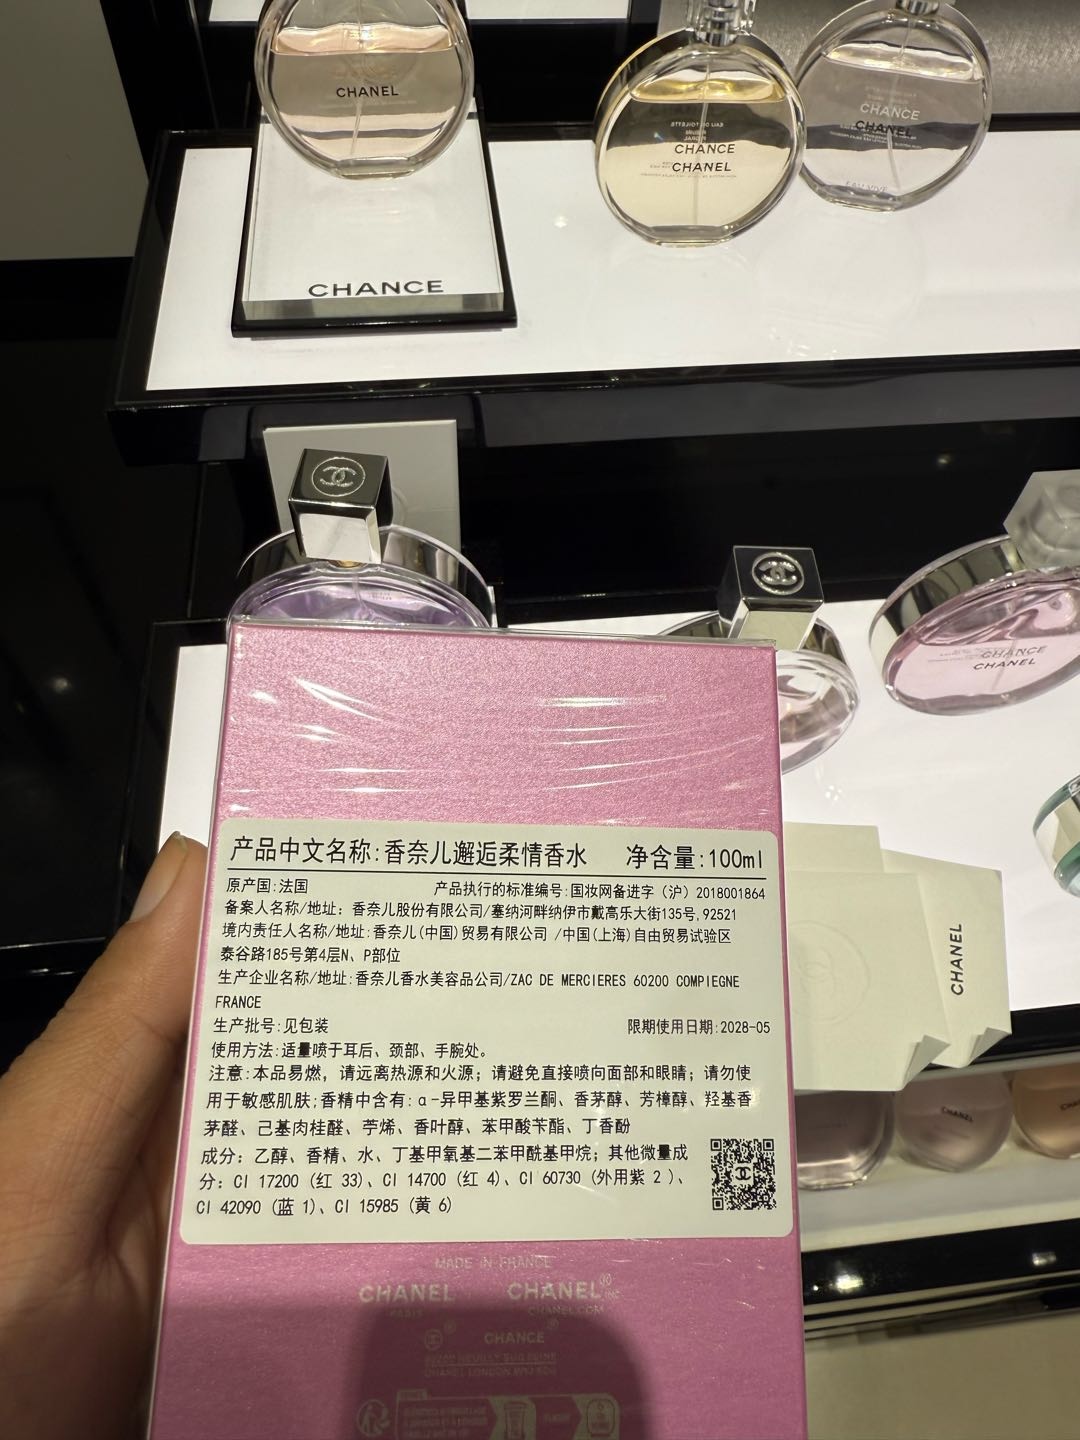 CHANEL
CHANCE
EAU DE TOILETTE
CHANCE
CHANEL
CHANCE
CHANEL
EAU VIVE
CHANCE
CHANEL
CHANEL
产品中文名称:香奈儿邂逅柔情香水 净含量:100ml
原产国:法国 产品执行的标准编号:国妆网备进字（沪）2018001864
备案人名称/地址：香奈儿股份有限公司/塞纳河畔纳伊市戴高乐大街135号,92521
境内责任人名称/地址:香奈儿(中国)贸易有限公司 /中国(上海)自由贸易试验区
泰谷路185号第4层N、P部位
生产企业名称/地址:香奈儿香水美容品公司/ZAC DE MERCIERES 60200 COMPIEGNE
FRANCE
生产批号:见包装 限期使用日期:2028-05
使用方法:适量喷于耳后、颈部、手腕处。
注意:本品易燃，请远离热源和火源；请避免直接喷向面部和眼睛；请勿使
用于敏感肌肤;香精中含有: α-异甲基紫罗兰酮、香茅醇、芳樟醇、羟基香
茅醛、己基肉桂醛、苧烯、香叶醇、苯甲酸苄酯、丁香酚
成分：乙醇、香精、水、丁基甲氧基二苯甲酰基甲烷；其他微量成
分：CI 17200 (红 33)、CI 14700 (红 4)、CI 60730 (外用紫 2 )、
CI 42090 (蓝 1)、CI 15985 (黄 6)
MADE IN FRANCE
CHANEL CHANEL INC
PARIS CHANEL.COM
CHANCE
CHANEL